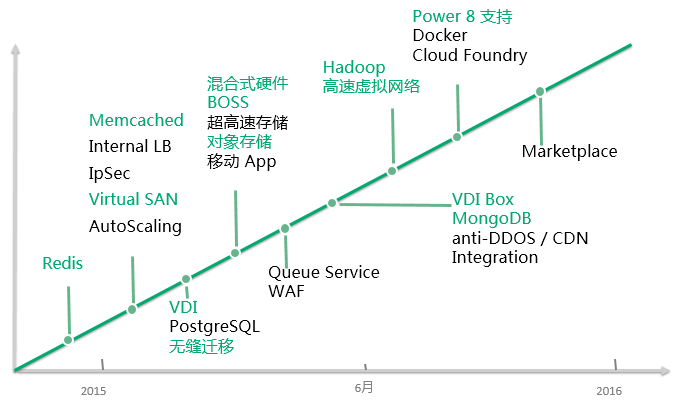 Power 8 支持
Docker
Cloud Foundry
Hadoop
高速虚拟网络
混合式硬件
BOSS
超高速存储
对象存储
移动 App
Memcached
Internal LB
IpSec
Virtual SAN
AutoScaling
Marketplace
VDI Box
MongoDB
anti-DDOS / CDN
Integration
Redis
Queue Service
WAF
VDI
PostgreSQL
无缝迁移
2015
6月
2016